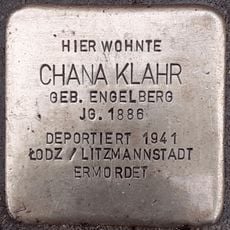 HIER WOHNTE
CHANA KLAHR
GEB. ENGELBERG
JG. 1886
DEPORTIERT 1941
ŁODZ / LITZMANNSTADT
ERMORDET